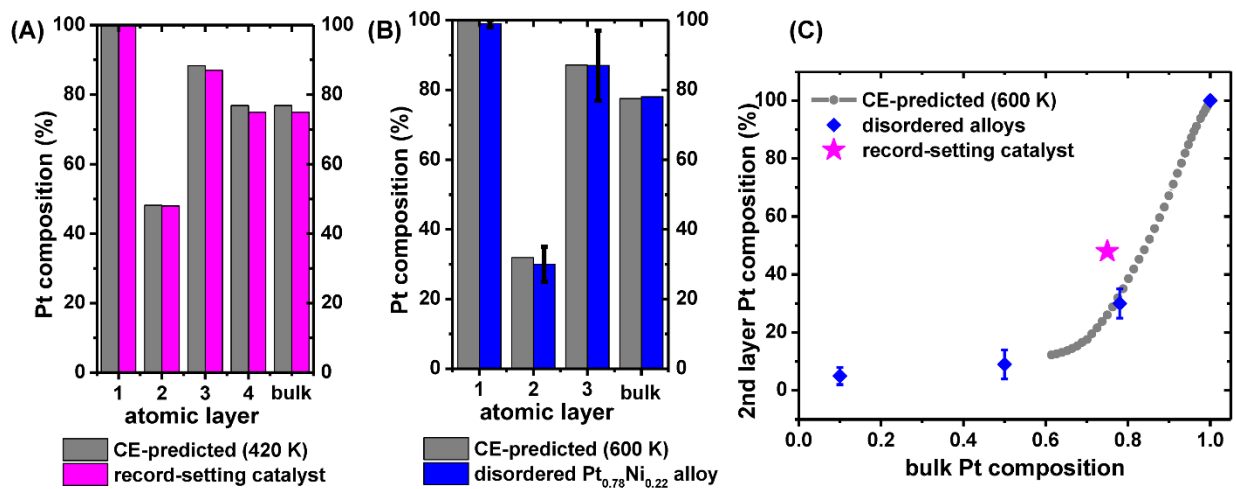 (A)
Pt composition (%)
100
80
60
40
20
0
100
80
60
40
20
0
1 2 3 4 bulk
atomic layer
CE-predicted (420 K)
record-setting catalyst
(B)
Pt composition (%)
100
80
60
40
20
0
100
80
60
40
20
0
1 2 3 bulk
atomic layer
CE-predicted (600 K)
disordered Pt0.78Ni0.22 alloy
(C)
2nd layer Pt composition (%)
100
80
60
40
20
0
CE-predicted (600 K)
disordered alloys
record-setting catalyst
0.0 0.2 0.4 0.6 0.8 1.0
bulk Pt composition